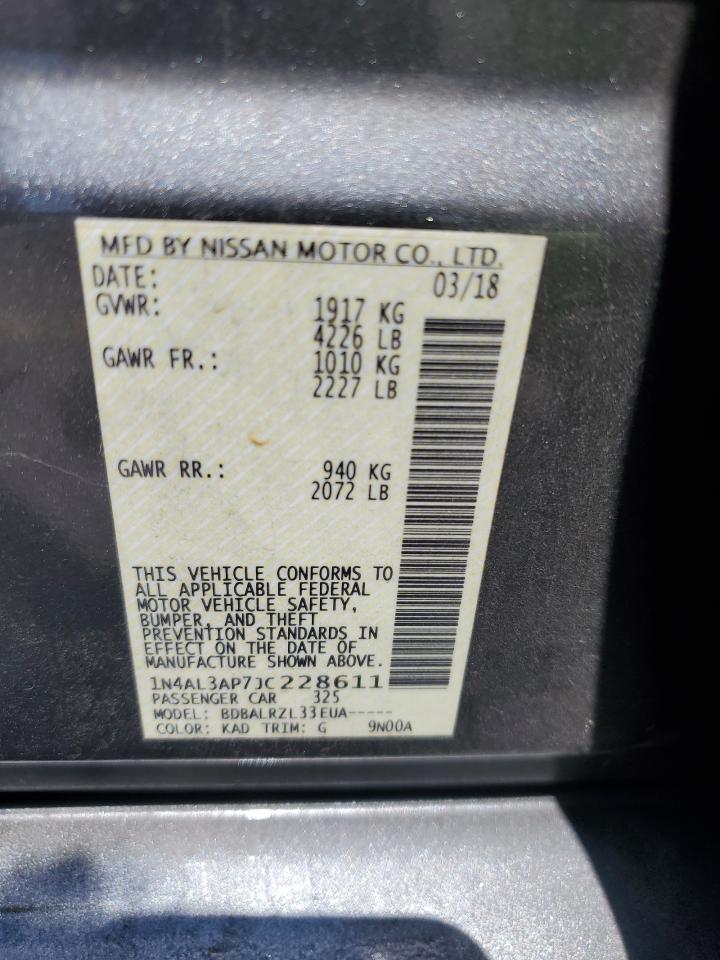 MFD BY NISSAN MOTOR CO., LTD.
DATE: 03/18
GVWR: 1917 KG
4226 LB
GAWR FR.: 1010 KG
2227 LB
GAWR RR.: 940 KG
2072 LB
THIS VEHICLE CONFORMS TO
ALL APPLICABLE FEDERAL
MOTOR VEHICLE SAFETY,
BUMPER, AND THEFT
PREVENTION STANDARDS IN
EFFECT ON THE DATE OF
MANUFACTURE SHOWN ABOVE.
1N4AL3AP7JC228611
PASSENGER CAR 325
MODEL: BDBALRZL33EUA-----
COLOR: KAD TRIM: G 9N00A